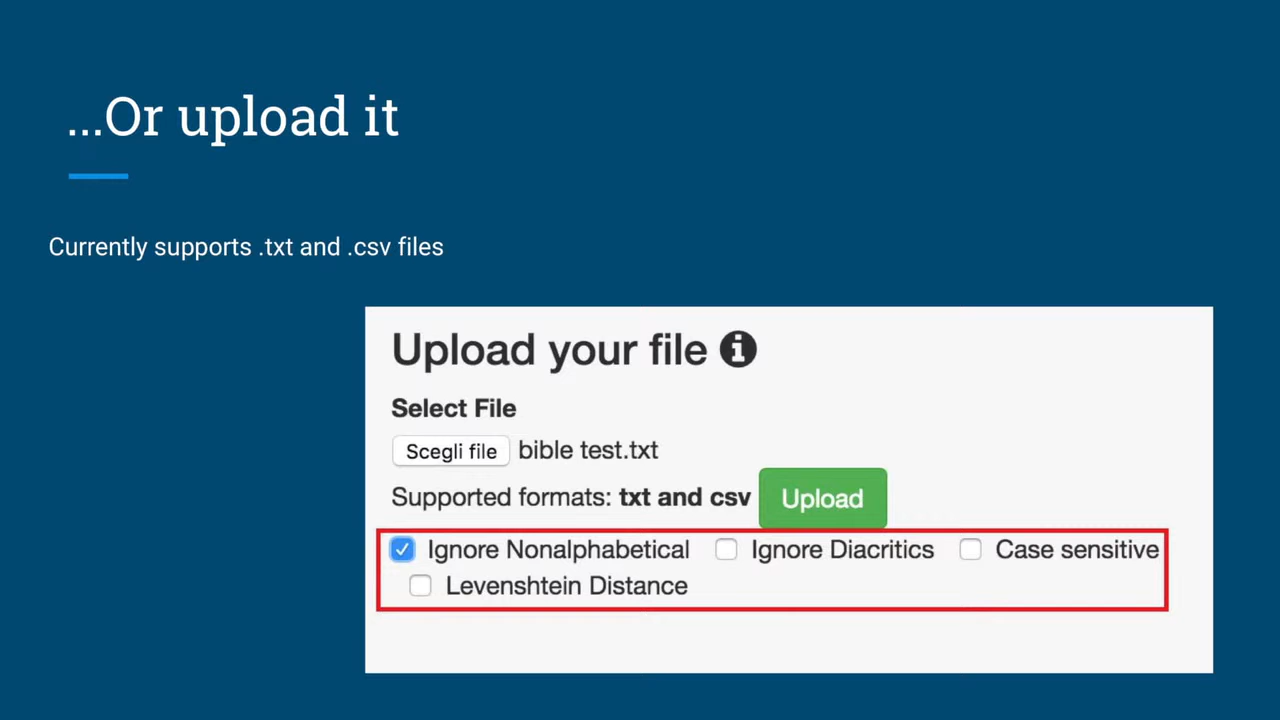 ...Or upload it
Currently supports .txt and .csv files
Upload your file
Select File
Scegli file bible test.txt
Supported formats: txt and csv Upload
Ignore Nonalphabetical Ignore Diacritics Case sensitive
Levenshtein Distance